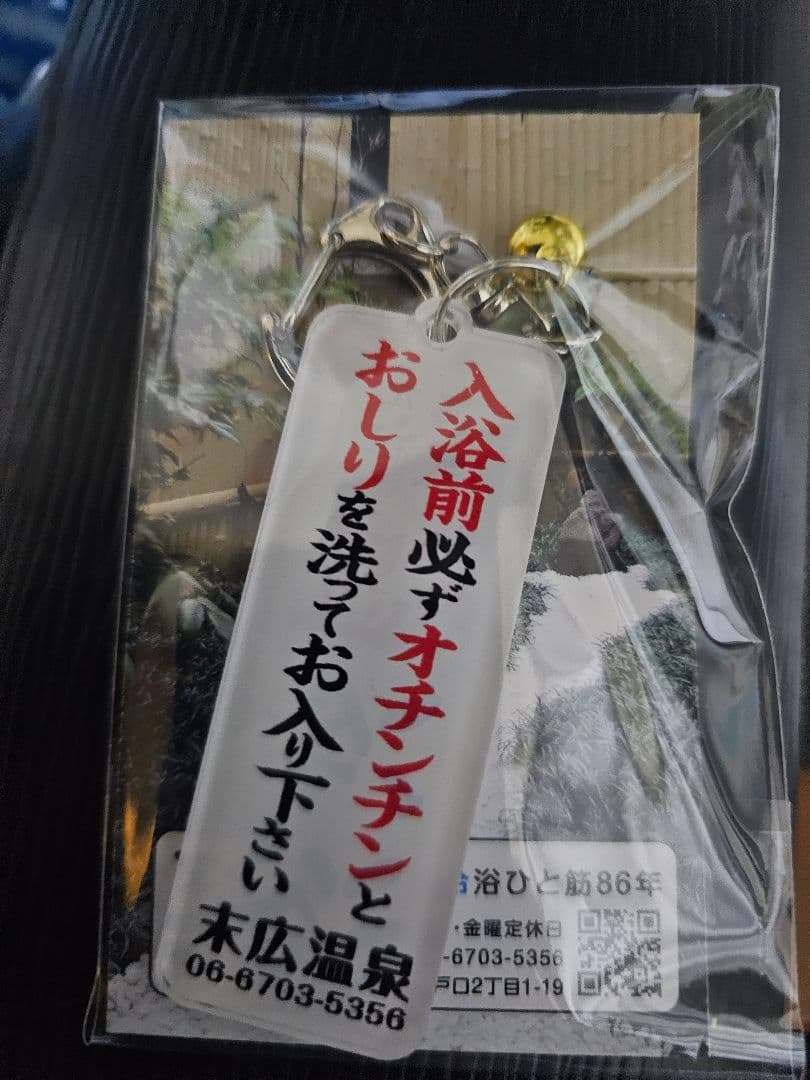 入浴前必ずオチンチンと
おしりを洗ってお入り下さい
末広温泉
06-6703-5356
浴ひと筋86年
・金曜定休日
-6703-5356
戸口2丁目1-19